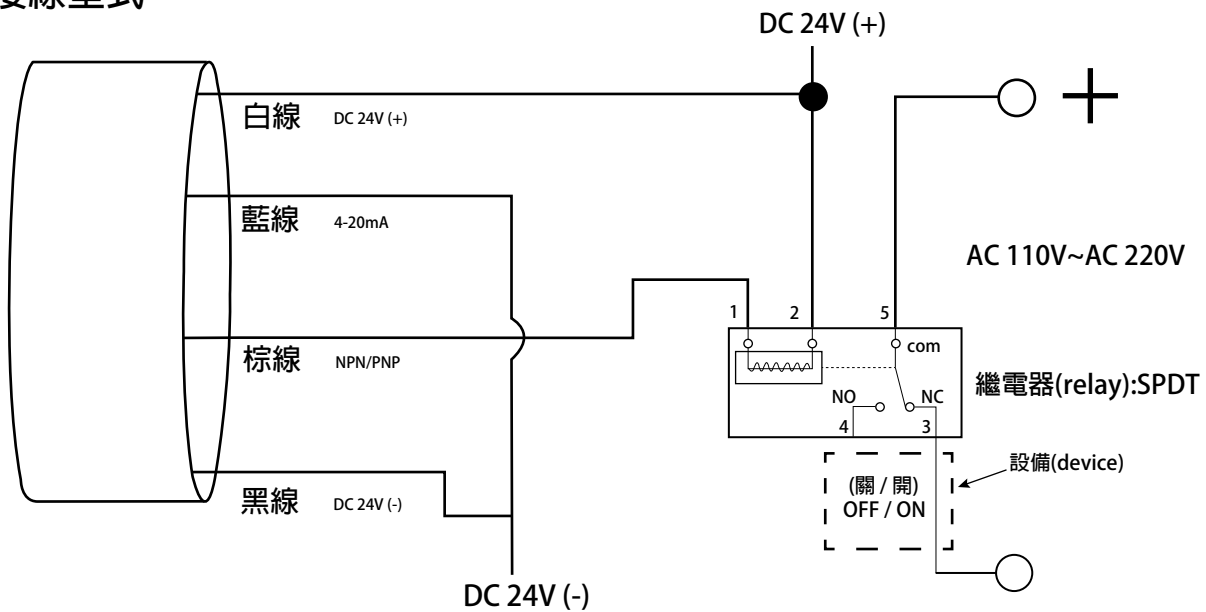 DC 24V (+)
白線 DC 24V (+)
藍線 4-20mA
AC 110V~AC 220V
1 2 5
com
棕線 NPN/PNP
繼電器(relay):SPDT
NO NC
4 3
設備(device)
(關 / 開)
OFF / ON
黑線 DC 24V (-)
DC 24V (-)